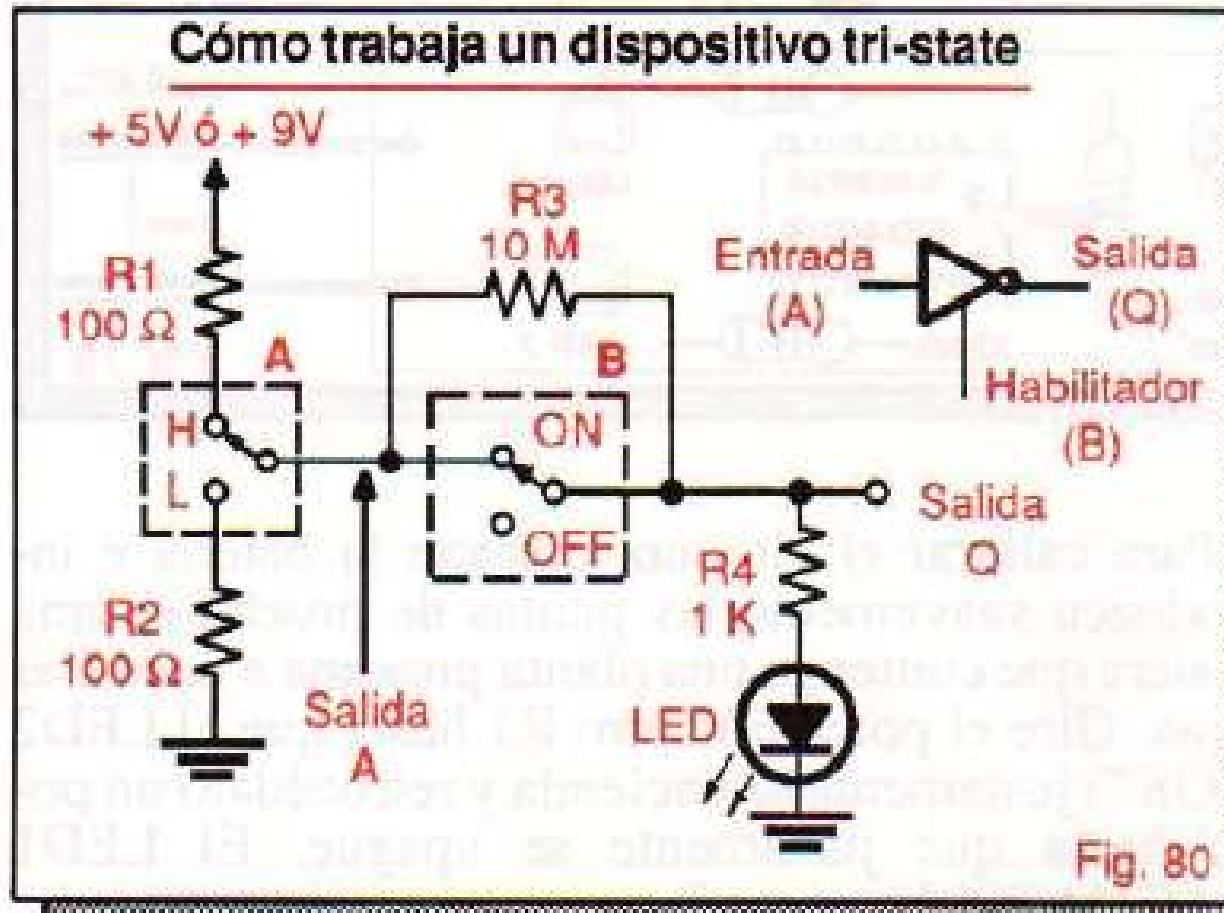 Cómo trabaja un dispositivo tri-state
+ 5V ó + 9V
R1
100 Ω
A
H
L
R2
100 Ω
Salida
A
R3
10 M
B
ON
OFF
Entrada
(A)
Salida
(Q)
Habilitador
(B)
Salida
Q
R4
1 K
LED
Fig. 80